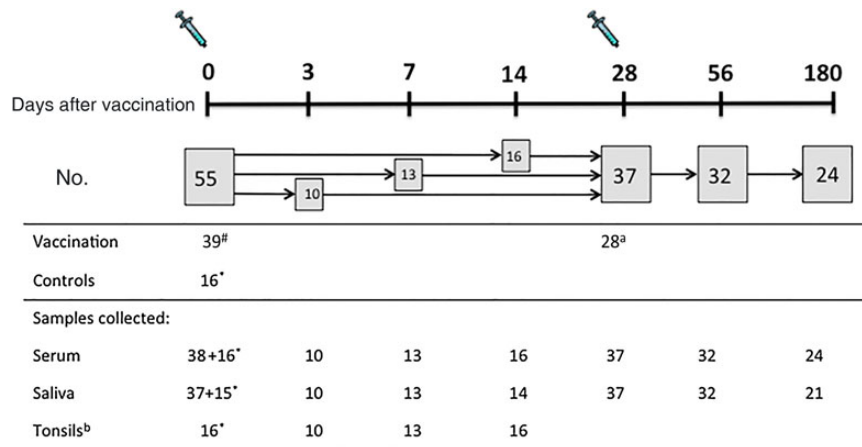 0 3 7 14 28 56 180
Days after vaccination
No. 55 10 13 16 37 32 24
Vaccination 39# 28a
Controls 16*
Samples collected:
Serum 38+16* 10 13 16 37 32 24
Saliva 37+15* 10 13 14 37 32 21
Tonsilsb 16* 10 13 16